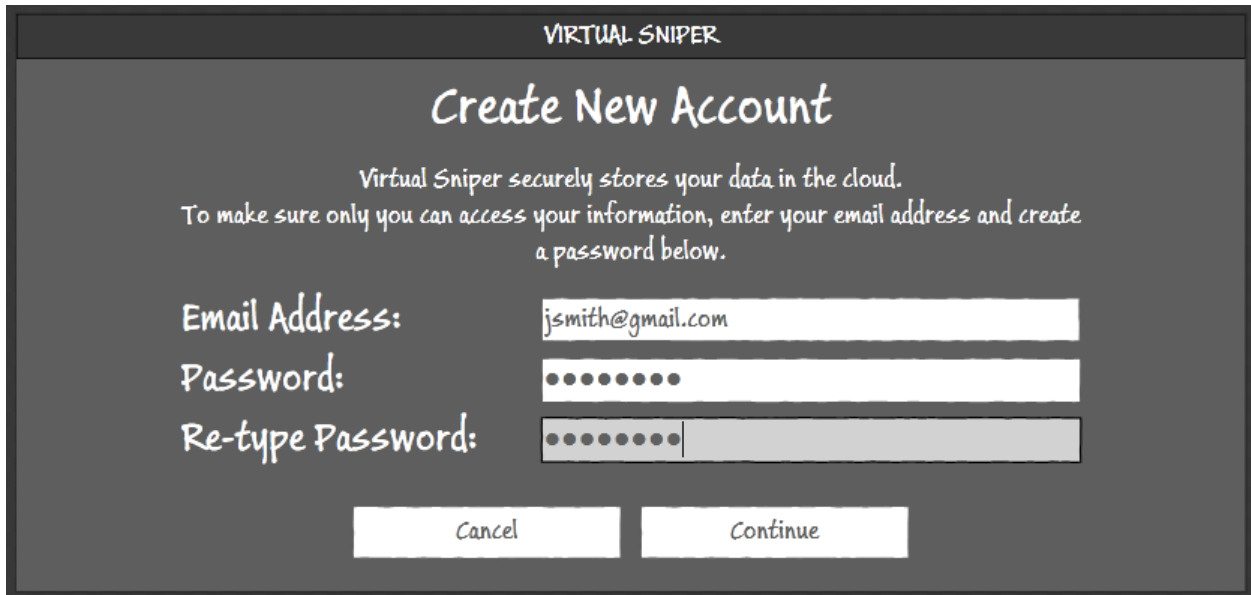 VIRTUAL SNIPER
Create New Account
Virtual Sniper securely stores your data in the cloud.
To make sure only you can access your information, enter your email address and create
a password below.
Email Address: jsmith@gmail.com
Password: ●●●●●●●●
Re-type Password: ●●●●●●●●
Cancel Continue